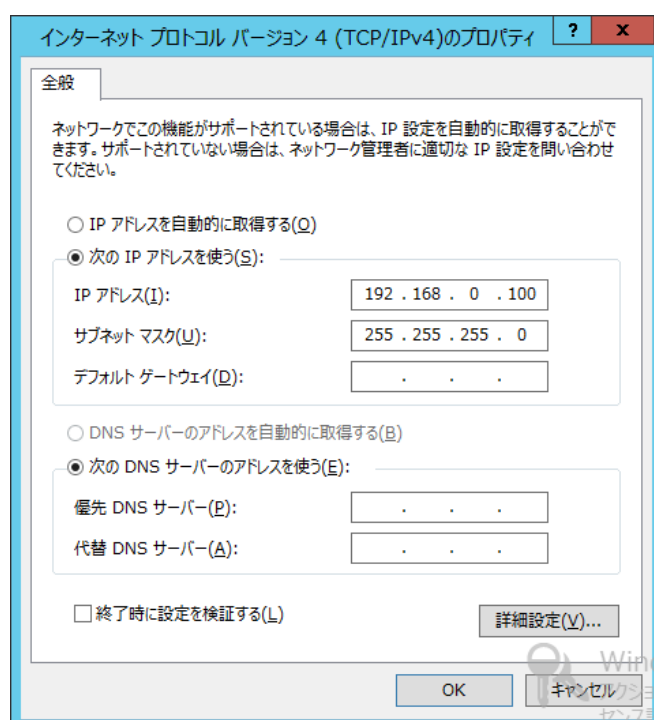 インターネット プロトコル バージョン 4 (TCP/IPv4)のプロパティ
?
x
全般
ネットワークでこの機能がサポートされている場合は、IP 設定を自動的に取得することがで
きます。サポートされていない場合は、ネットワーク管理者に適切な IP 設定を問い合わせ
てください。
IP アドレスを自動的に取得する(O)
次の IP アドレスを使う(S):
IP アドレス(I):
192 . 168 . 0 . 100
サブネット マスク(U):
255 . 255 . 255 . 0
デフォルト ゲートウェイ(D):
. . .
DNS サーバーのアドレスを自動的に取得する(B)
次の DNS サーバーのアドレスを使う(E):
優先 DNS サーバー(P):
. . .
代替 DNS サーバー(A):
. . .
終了時に設定を検証する(L)
詳細設定(V)...
Win
OK
キャンセル